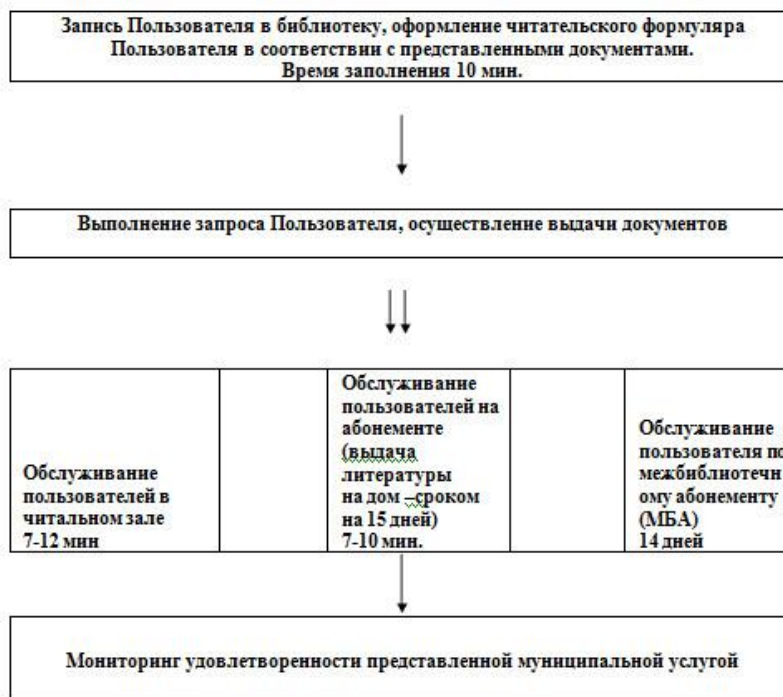 Запись Пользователя в библиотеку, оформление читательского формуляра
Пользователя в соответствии с представленными документами.
Время заполнения 10 мин.
Выполнение запроса Пользователя, осуществление выдачи документов
Обслуживание
пользователей в
читальном зале
7-12 мин
Обслуживание
пользователей на
абонементе
(выдача
литературы
на дом –сроком
на 15 дней)
7-10 мин.
Обслуживание
пользователя по
межбиблиотечн
ому абонементу
(МБА)
14 дней
Мониторинг удовлетворенности представленной муниципальной услугой